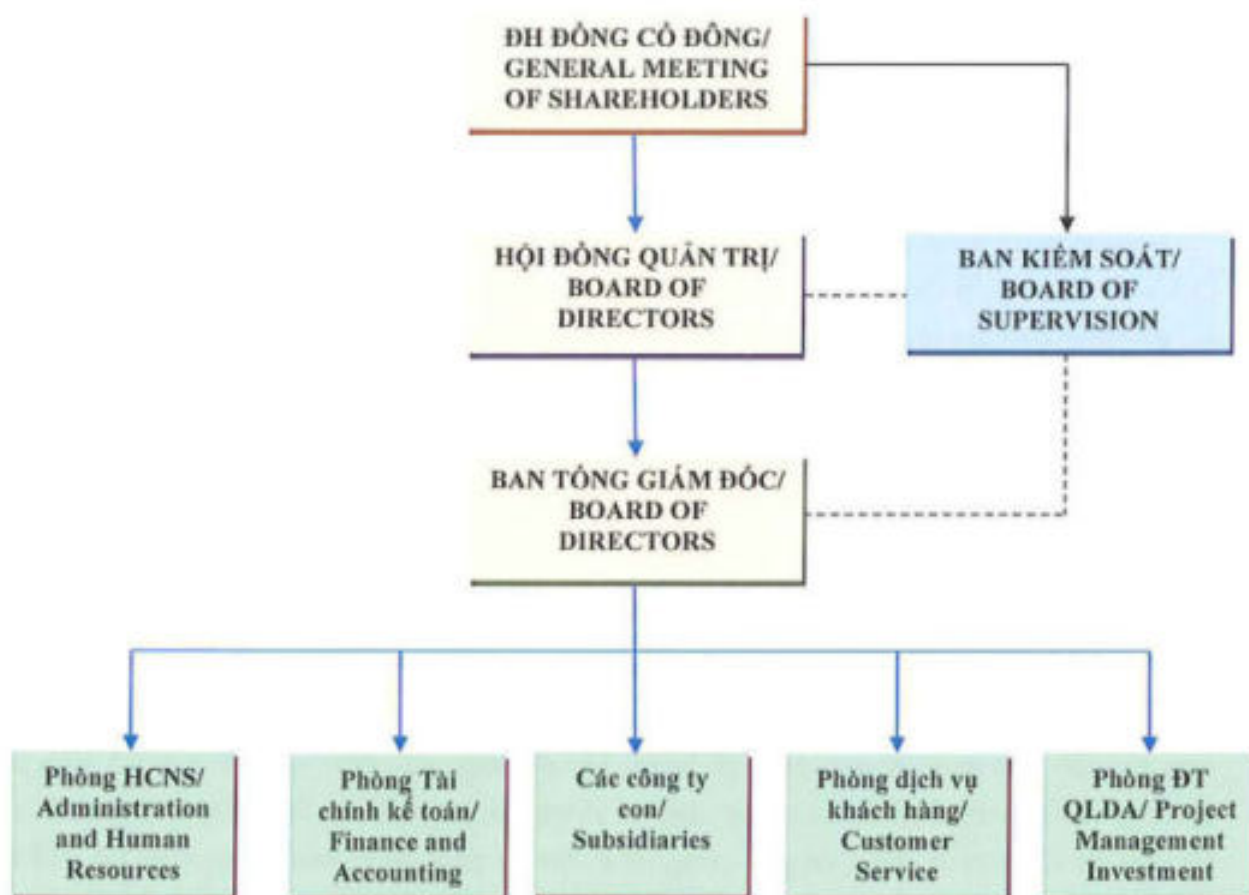 ĐH ĐỒNG CỔ ĐÔNG/
GENERAL MEETING
OF SHAREHOLDERS
HỘI ĐỒNG QUẢN TRỊ/
BOARD OF
DIRECTORS
BAN KIỂM SOÁT/
BOARD OF
SUPERVISION
BAN TỔNG GIÁM ĐỐC/
BOARD OF
DIRECTORS
Phòng HCNS/
Administration
and Human
Resources
Phòng Tài
chính kế toán/
Finance and
Accounting
Các công ty
con/
Subsidiaries
Phòng dịch vụ
khách hàng/
Customer
Service
Phòng ĐT
QLDA/ Project
Management
Investment